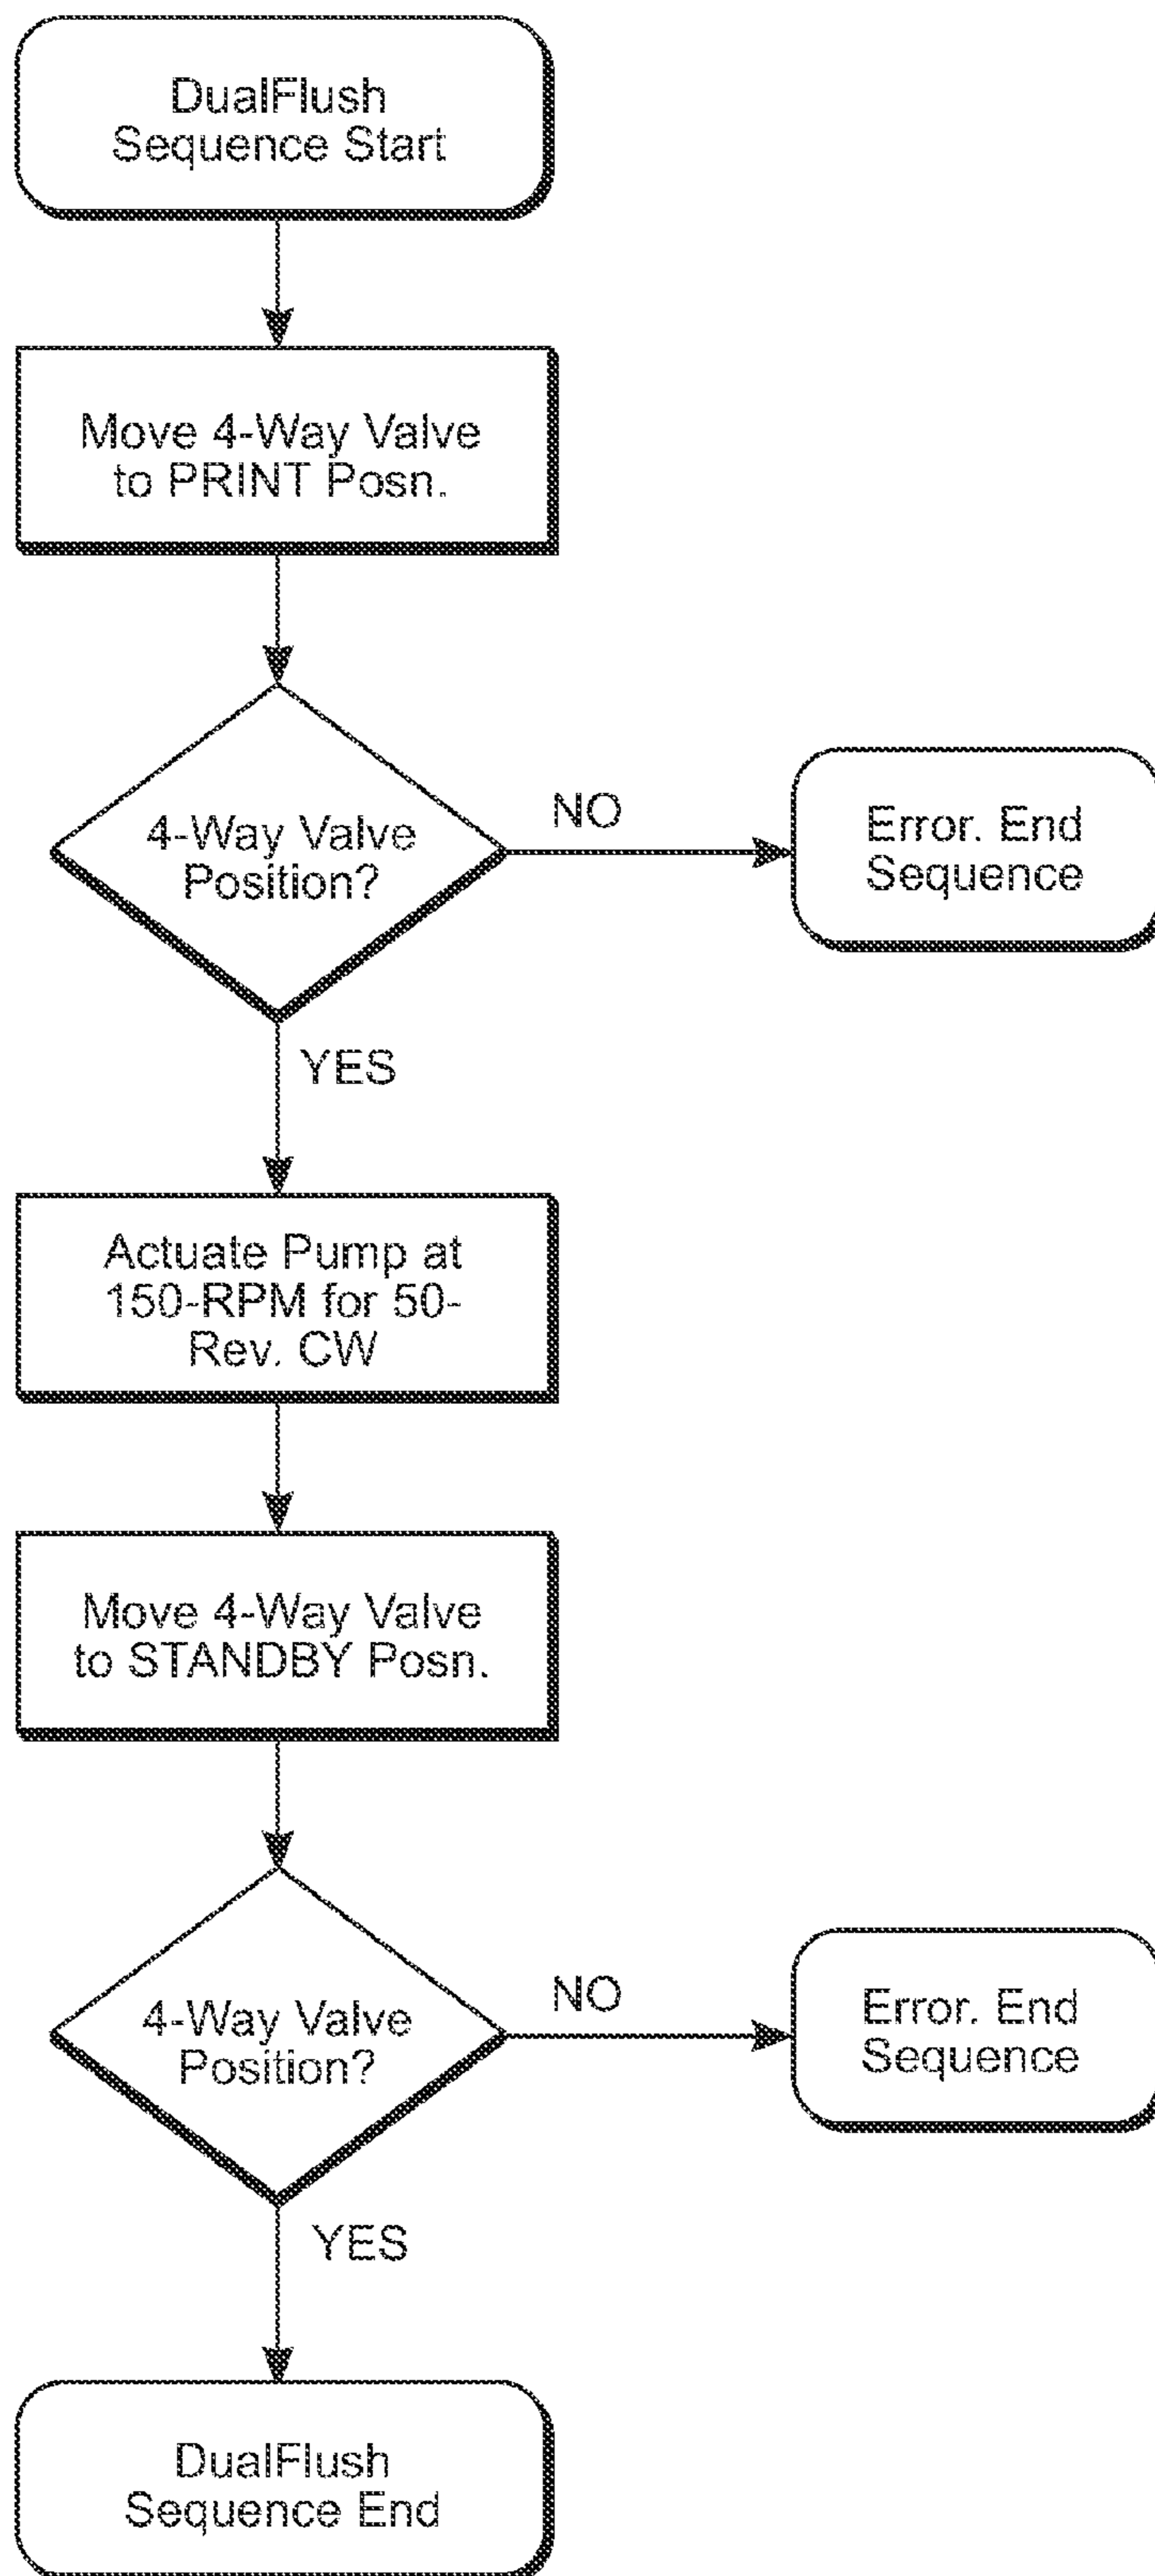 DualFlush
Sequence Start
Move 4-Way Valve
to PRINT Posn.
4-Way Valve
Position?
NO
Error. End
Sequence
YES
Actuate Pump at
150-RPM for 50-
Rev. CW
Move 4-Way Valve
to STANDBY Posn.
4-Way Valve
Position?
NO
Error. End
Sequence
YES
DualFlush
Sequence End